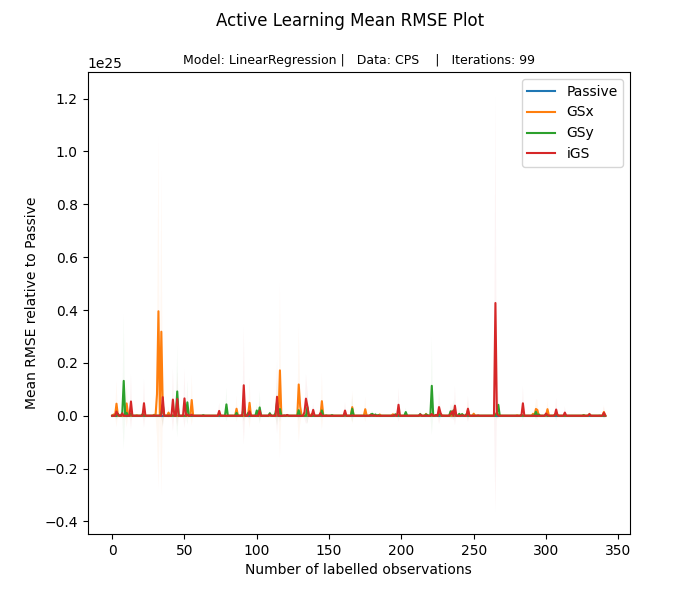 Active Learning Mean RMSE Plot
Model: LinearRegression | Data: CPS | Iterations: 99
1e25
Passive
GSx
GSy
iGS
1.2
1.0
0.8
0.6
0.4
0.2
0.0
−0.2
−0.4
Mean RMSE relative to Passive
0 50 100 150 200 250 300 350
Number of labelled observations